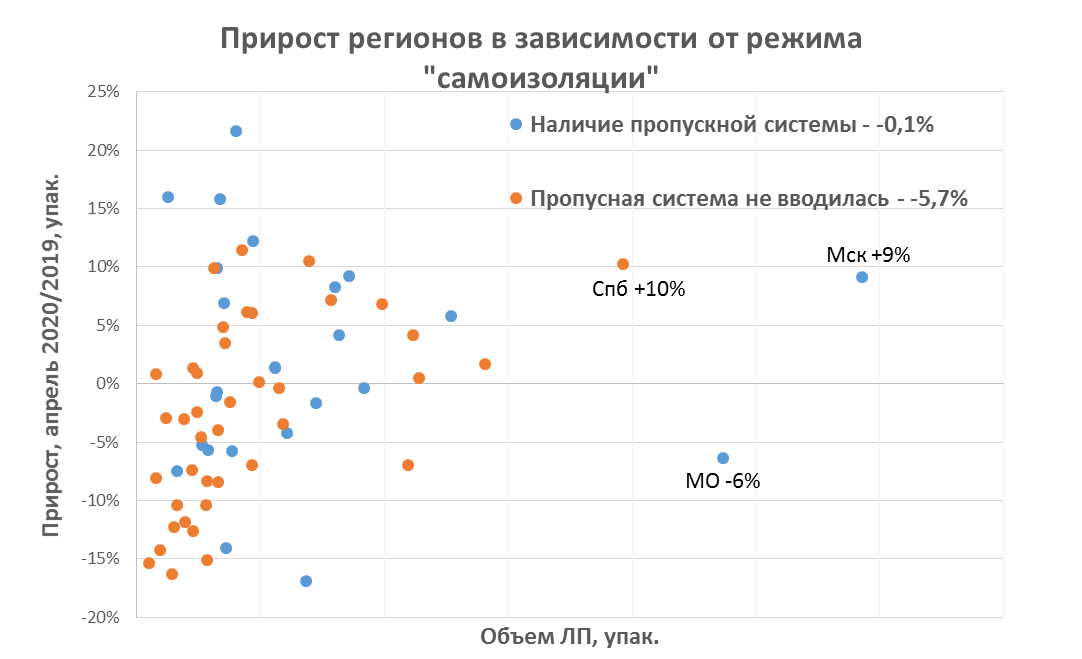 Прирост регионов в зависимости от режима
"самоизоляции"
25%
20%
15%
10%
5%
0%
-5%
-10%
-15%
-20%
Прирост, апрель 2020/2019, упак.
Наличие пропускной системы - -0,1%
Пропусная система не вводилась - -5,7%
Мск +9%
Спб +10%
МО -6%
Объем ЛП, упак.